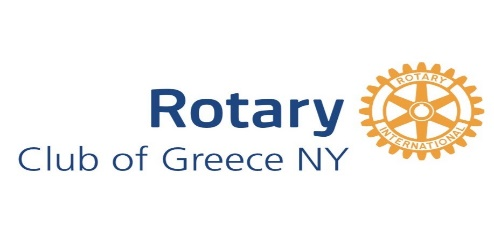 Rotary
Club of Greece NY
ROTARY
INTERNATIONAL